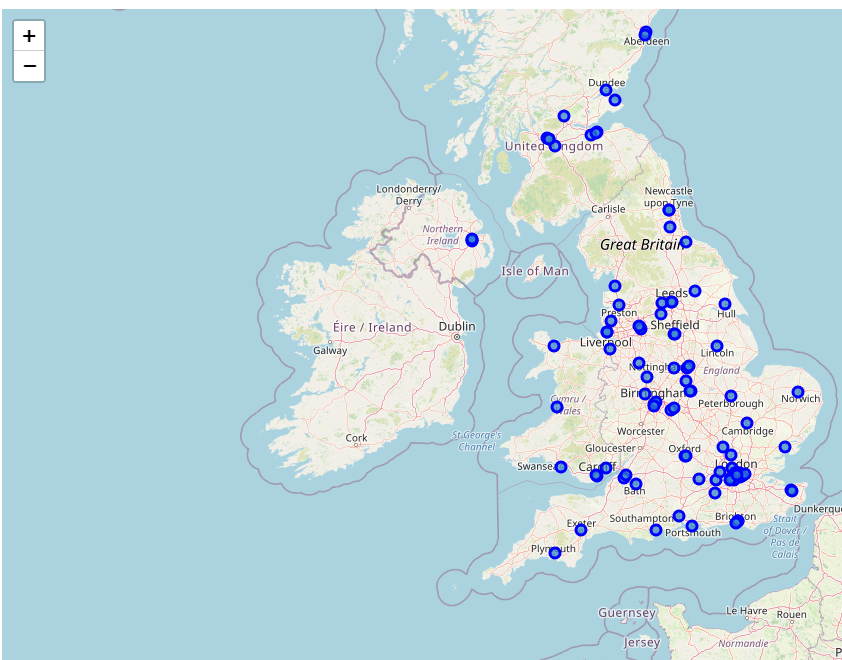 +
−
Aberdeen
Dundee
United Kingdom
Londonderry/
Derry
Newcastle
upon Tyne
Carlisle
Northern
Ireland
Great Britain
Isle of Man
Leeds
Preston
Hull
Éire / Ireland
Dublin
Sheffield
Liverpool
Galway
Lincoln
Nottingh
England
Birmingham
Peterborough
Norwich
Cymru /
ales
Worcester
Cambridge
Cork
St George's
Channel
Gloucester
Oxford
London
Swansea
Cardiff
Bath
Dunkerque
Exeter
Southampton
Brighton
Portsmouth
Strait
of Dover /
Pas de
Calais
Plymouth
Guernsey
Le Havre
Rouen
Jersey
Normandie
P